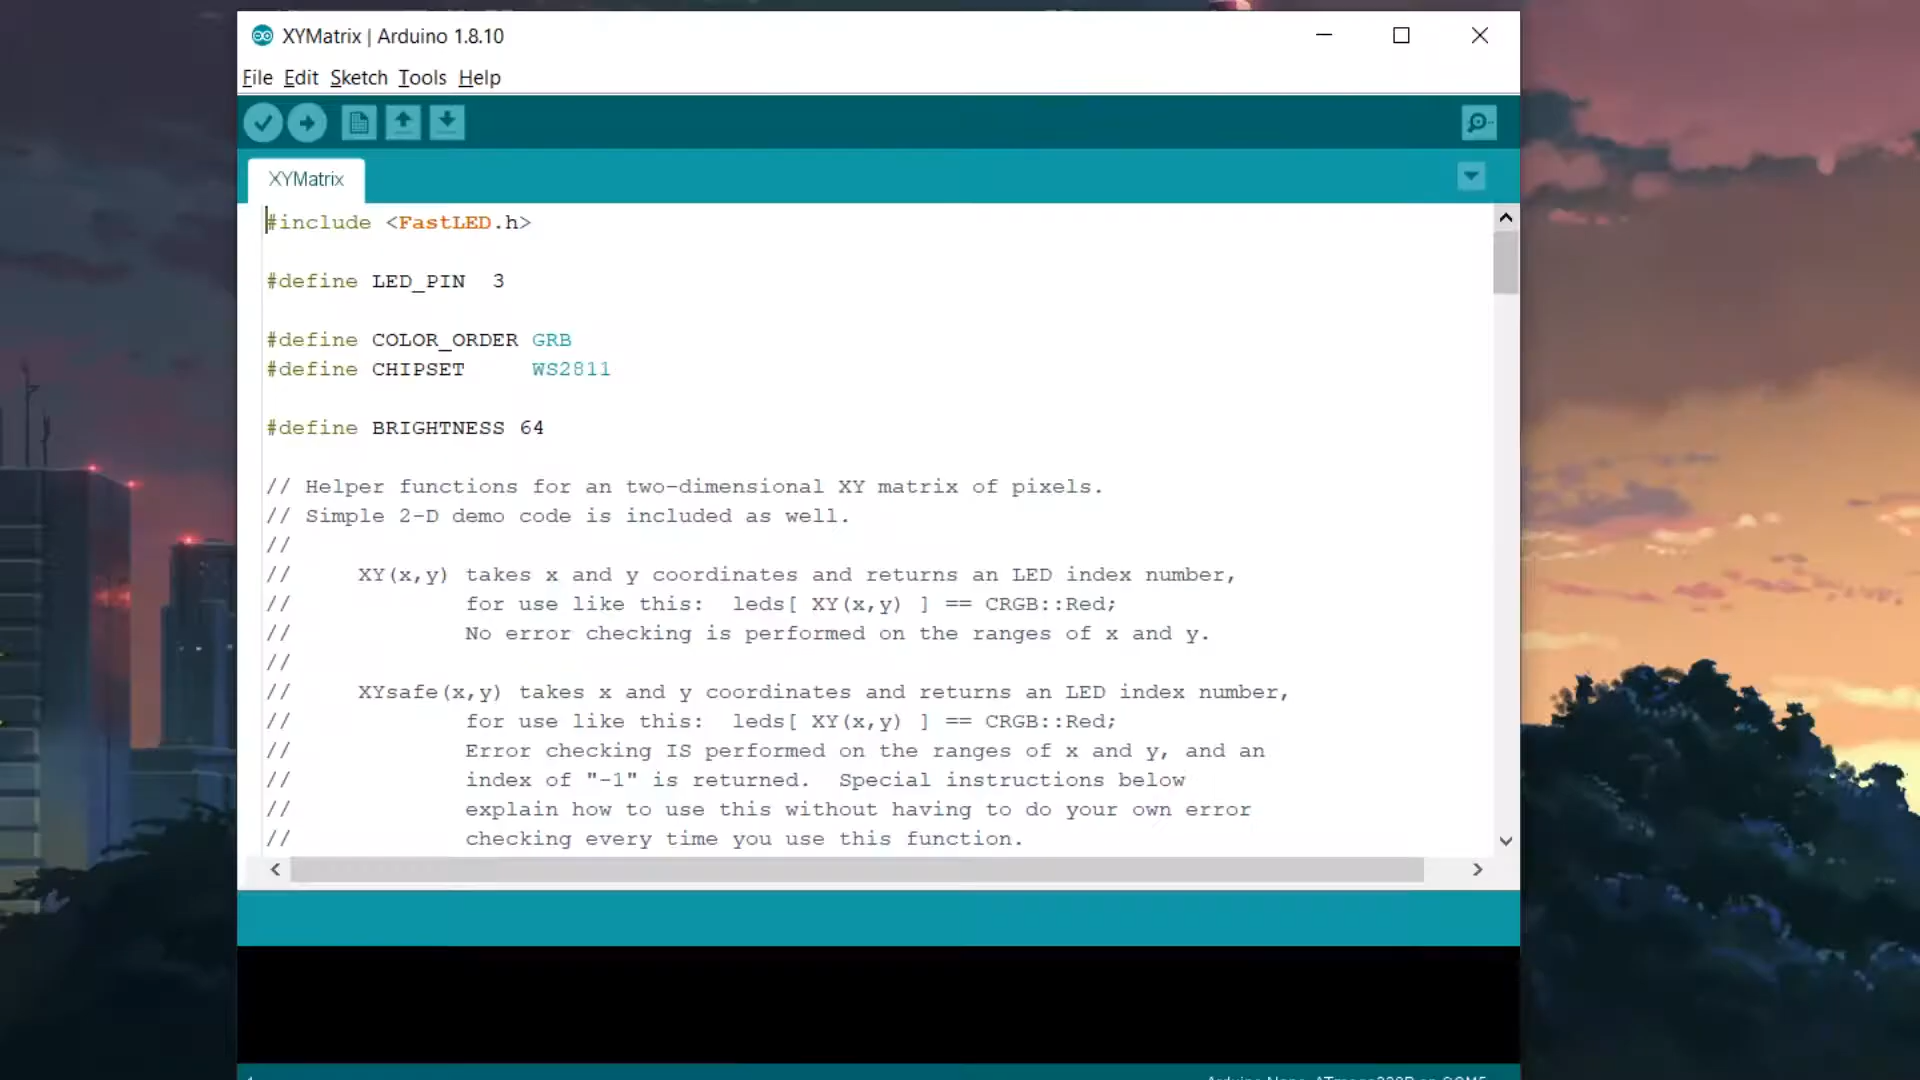 XYMatrix | Arduino 1.8.10
File Edit Sketch Tools Help
XYMatrix
#include <FastLED.h>
#define LED_PIN  3
#define COLOR_ORDER GRB
#define CHIPSET     WS2811
#define BRIGHTNESS 64
// Helper functions for an two-dimensional XY matrix of pixels.
// Simple 2-D demo code is included as well.
//
//     XY(x,y) takes x and y coordinates and returns an LED index number,
//             for use like this:  leds[ XY(x,y) ] == CRGB::Red;
//             No error checking is performed on the ranges of x and y.
//
//     XYsafe(x,y) takes x and y coordinates and returns an LED index number,
//             for use like this:  leds[ XY(x,y) ] == CRGB::Red;
//             Error checking IS performed on the ranges of x and y, and an
//             index of "-1" is returned.  Special instructions below
//             explain how to use this without having to do your own error
//             checking every time you use this function.